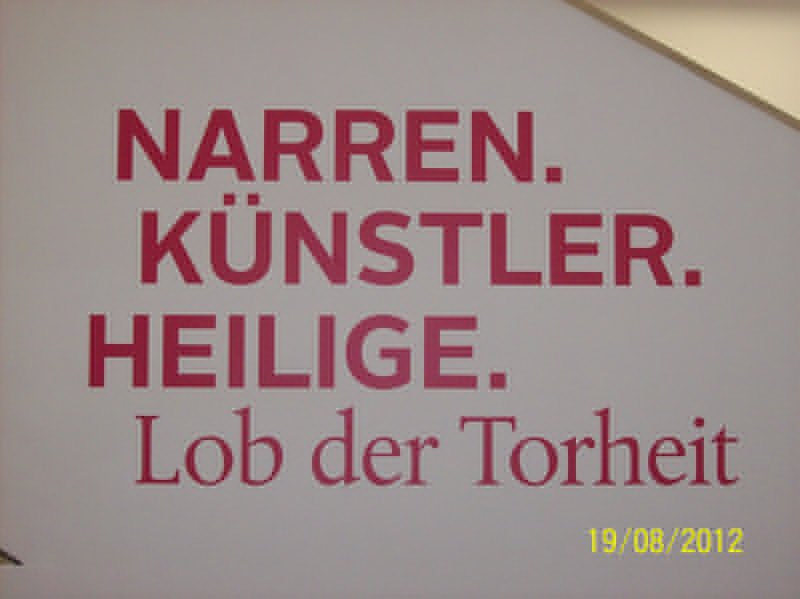 NARREN.
KÜNSTLER.
HEILIGE.
Lob der Torheit
19/08/2012